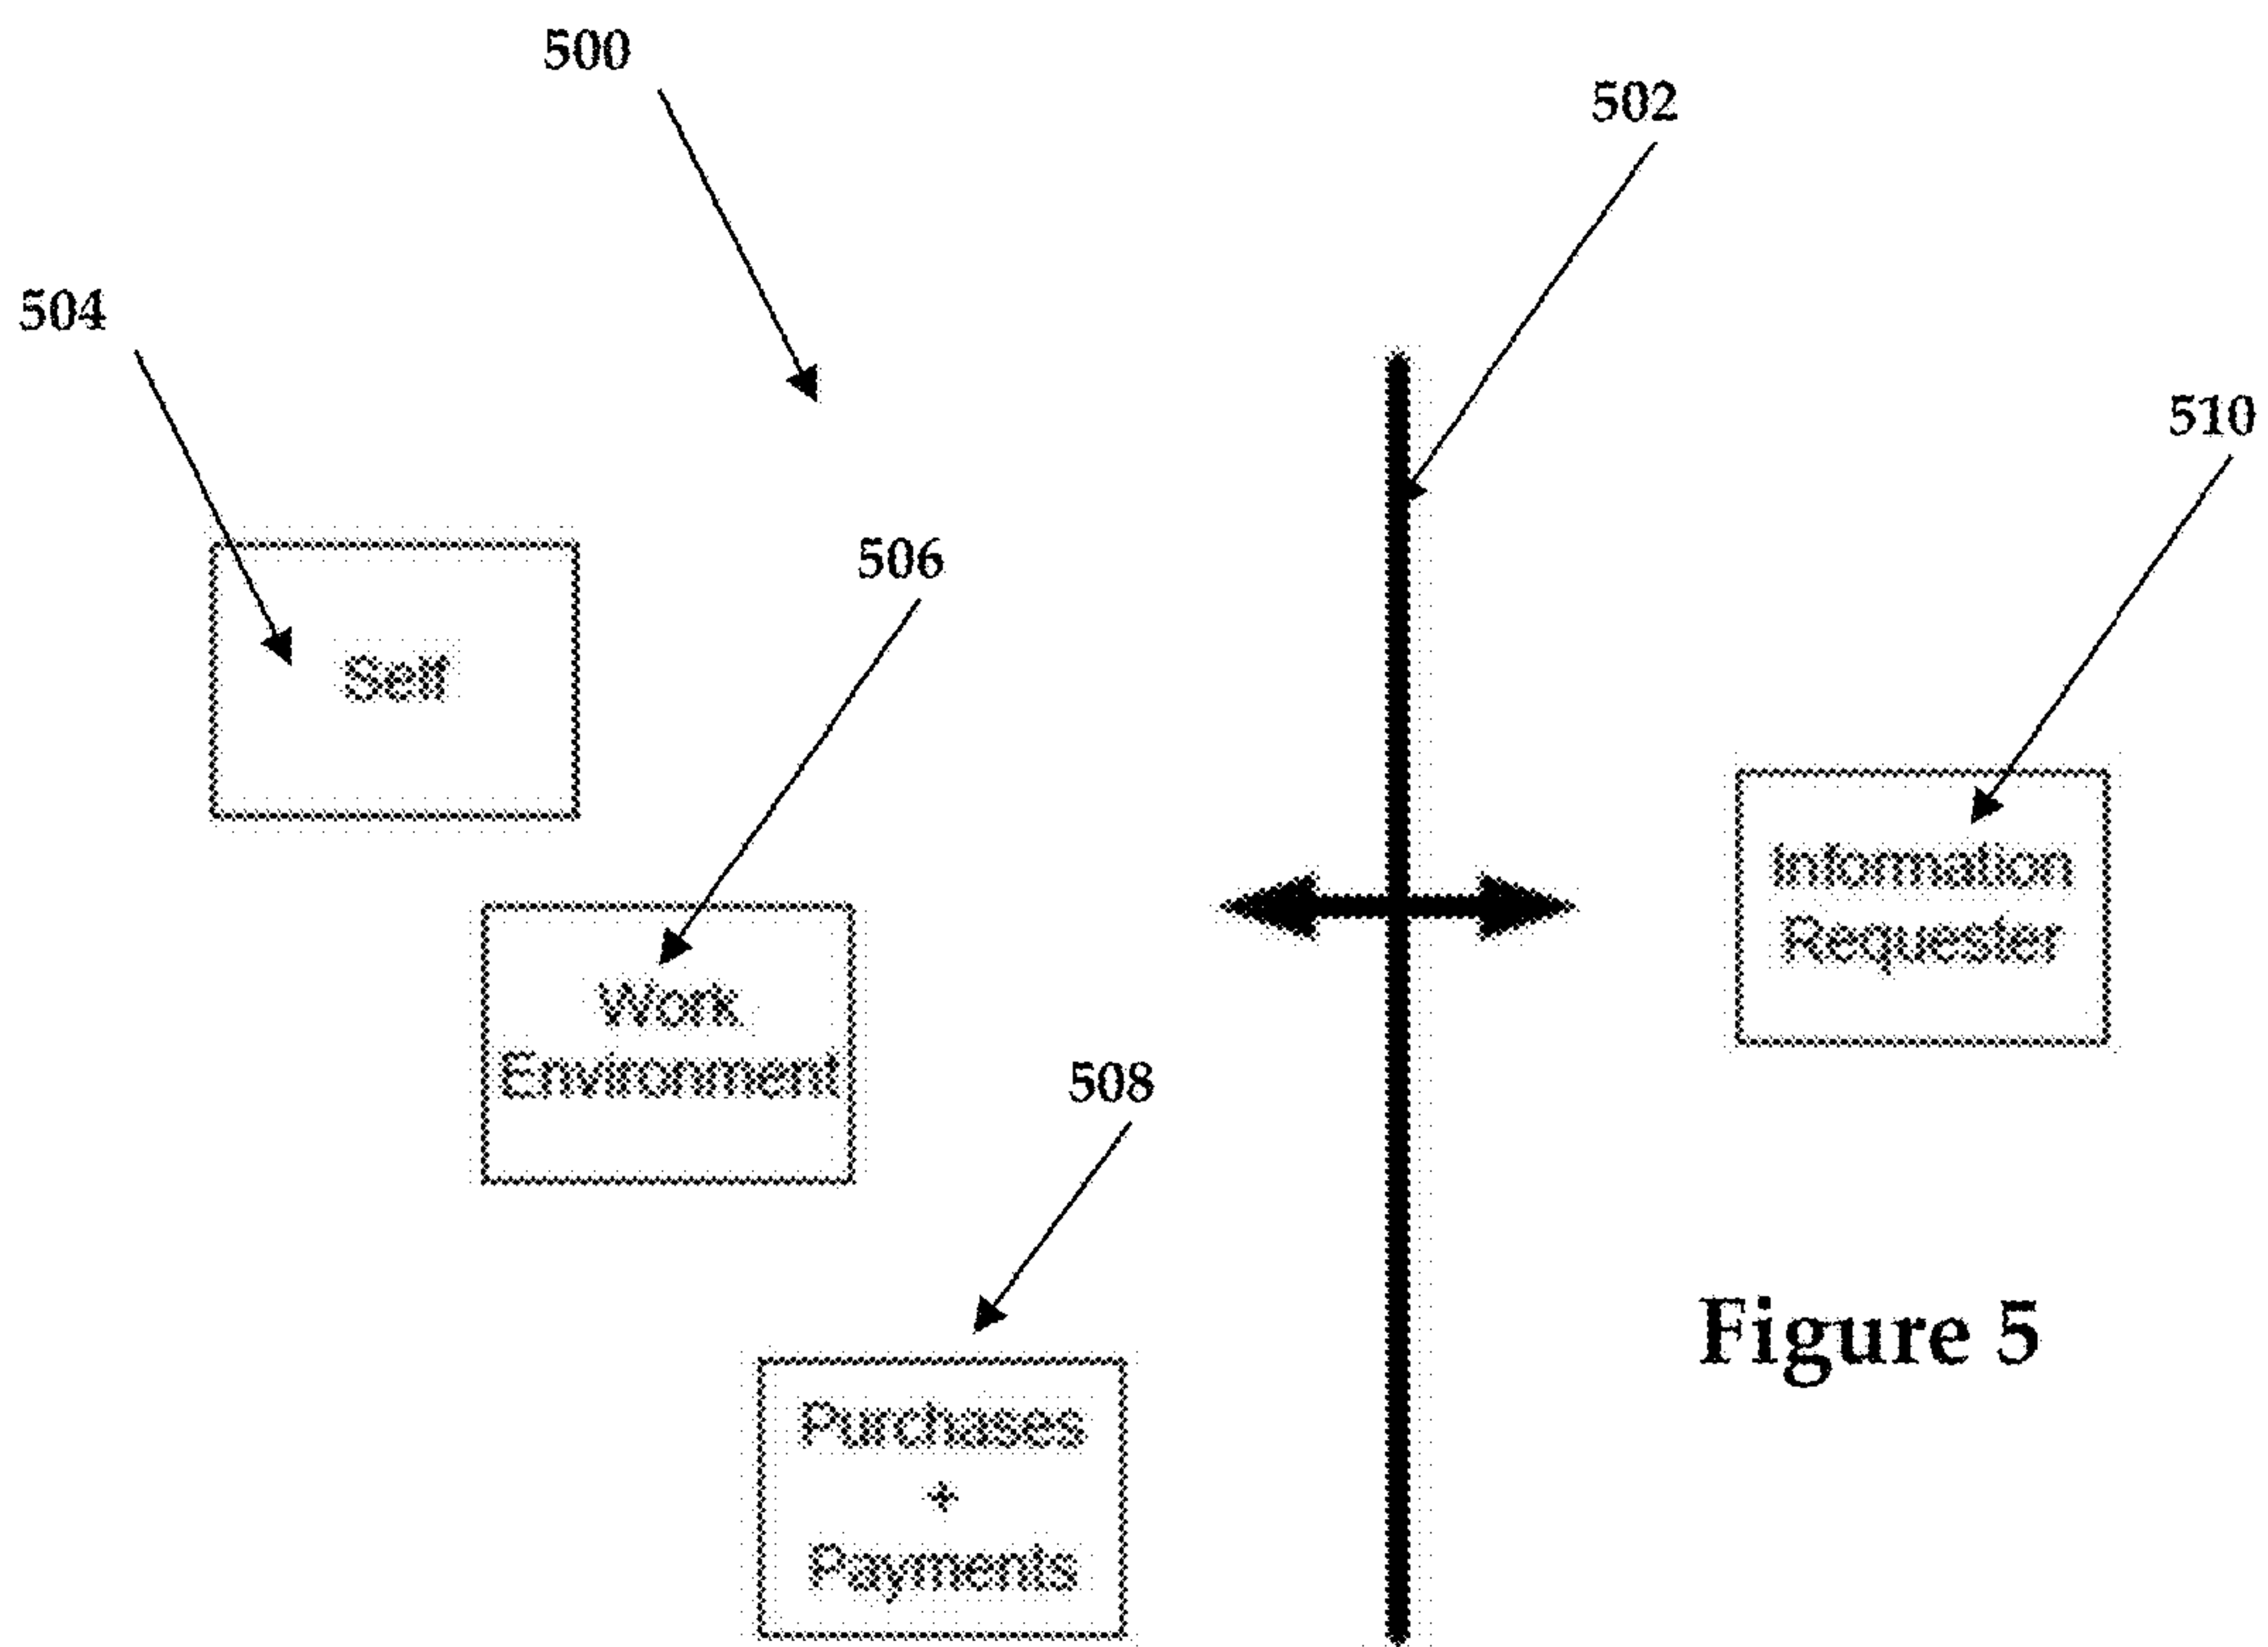 500
502
504
510
506
Self
Information
Requester
Work
Environment
508
Figure 5
Purchases
+
Payments